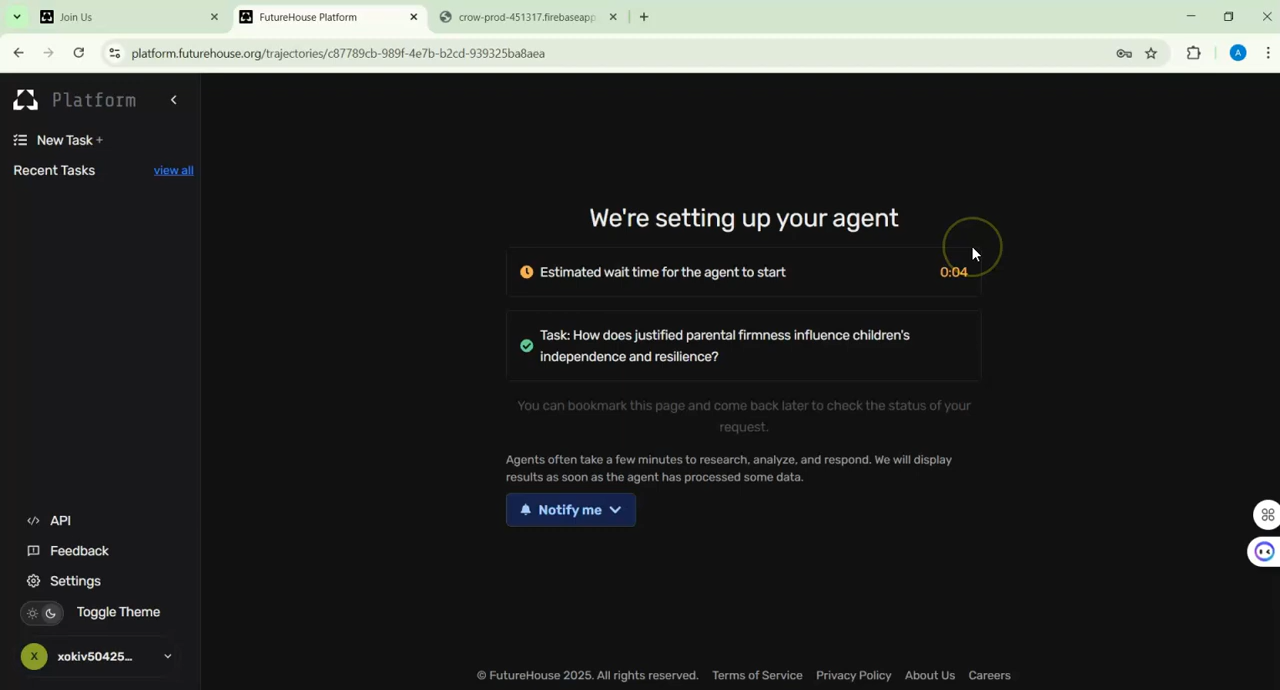 Join Us
FutureHouse Platform
crow-prod-451317.firebaseapp
platform.futurehouse.org/trajectories/c87789cb-989f-4e7b-b2cd-939325ba8aea
A
Platform
New Task +
Recent Tasks view all
We're setting up your agent
Estimated wait time for the agent to start 0:04
Task: How does justified parental firmness influence children's
independence and resilience?
You can bookmark this page and come back later to check the status of your
request.
Agents often take a few minutes to research, analyze, and respond. We will display
results as soon as the agent has processed some data.
Notify me
API
Feedback
Settings
Toggle Theme
X xokiv50425...
© FutureHouse 2025. All rights reserved. Terms of Service Privacy Policy About Us Careers